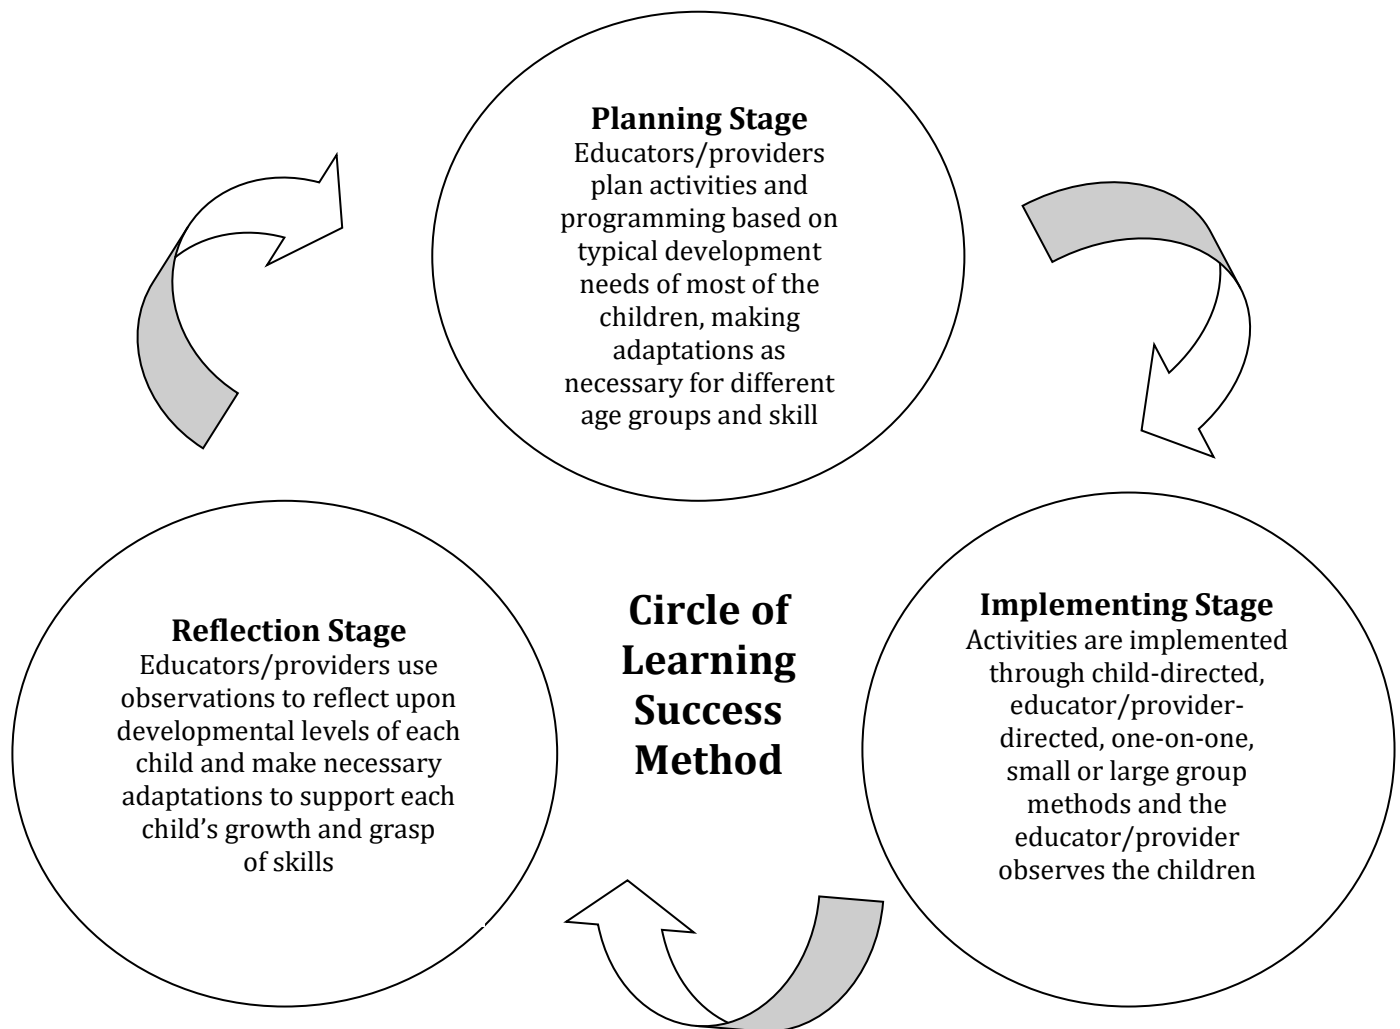 Planning Stage
Educators/providers
plan activities and
programming based on
typical development
needs of most of the
children, making
adaptations as
necessary for different
age groups and skill
Circle of
Learning
Success
Method
Implementing Stage
Activities are implemented
through child-directed,
educator/provider-
directed, one-on-one,
small or large group
methods and the
educator/provider
observes the children
Reflection Stage
Educators/providers use
observations to reflect upon
developmental levels of each
child and make necessary
adaptations to support each
child’s growth and grasp
of skills